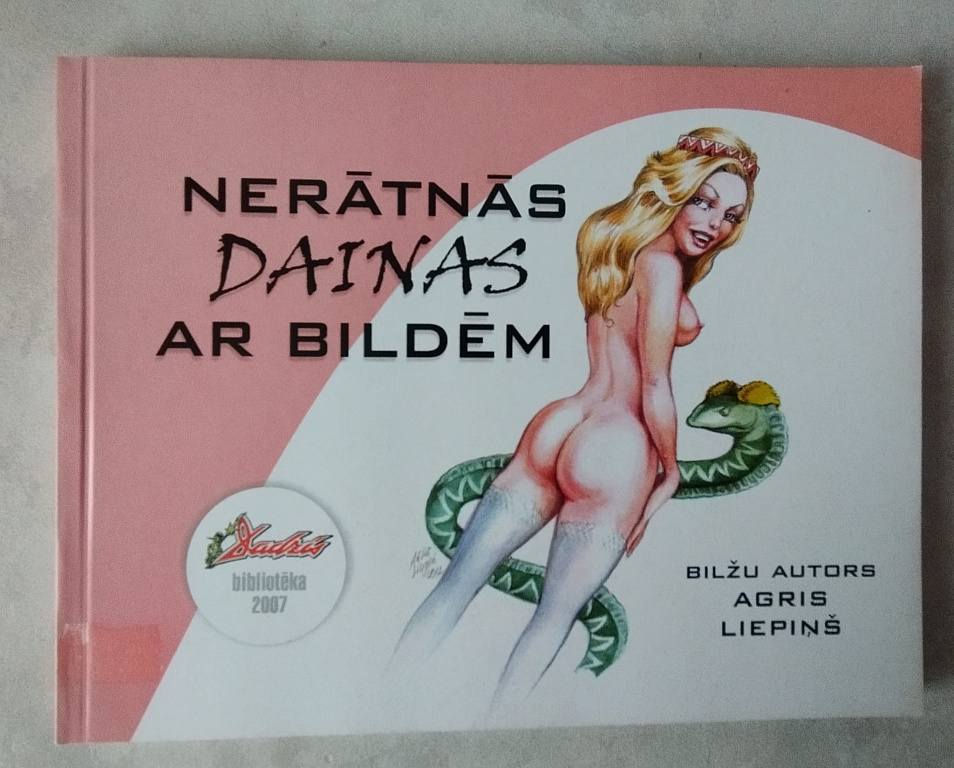 NERĀTNĀS
DAINAS
AR BILDĒM
Dadzis
bibliotēka
2007
BILŽU AUTORS
AGRIS
LIEPIŅŠ